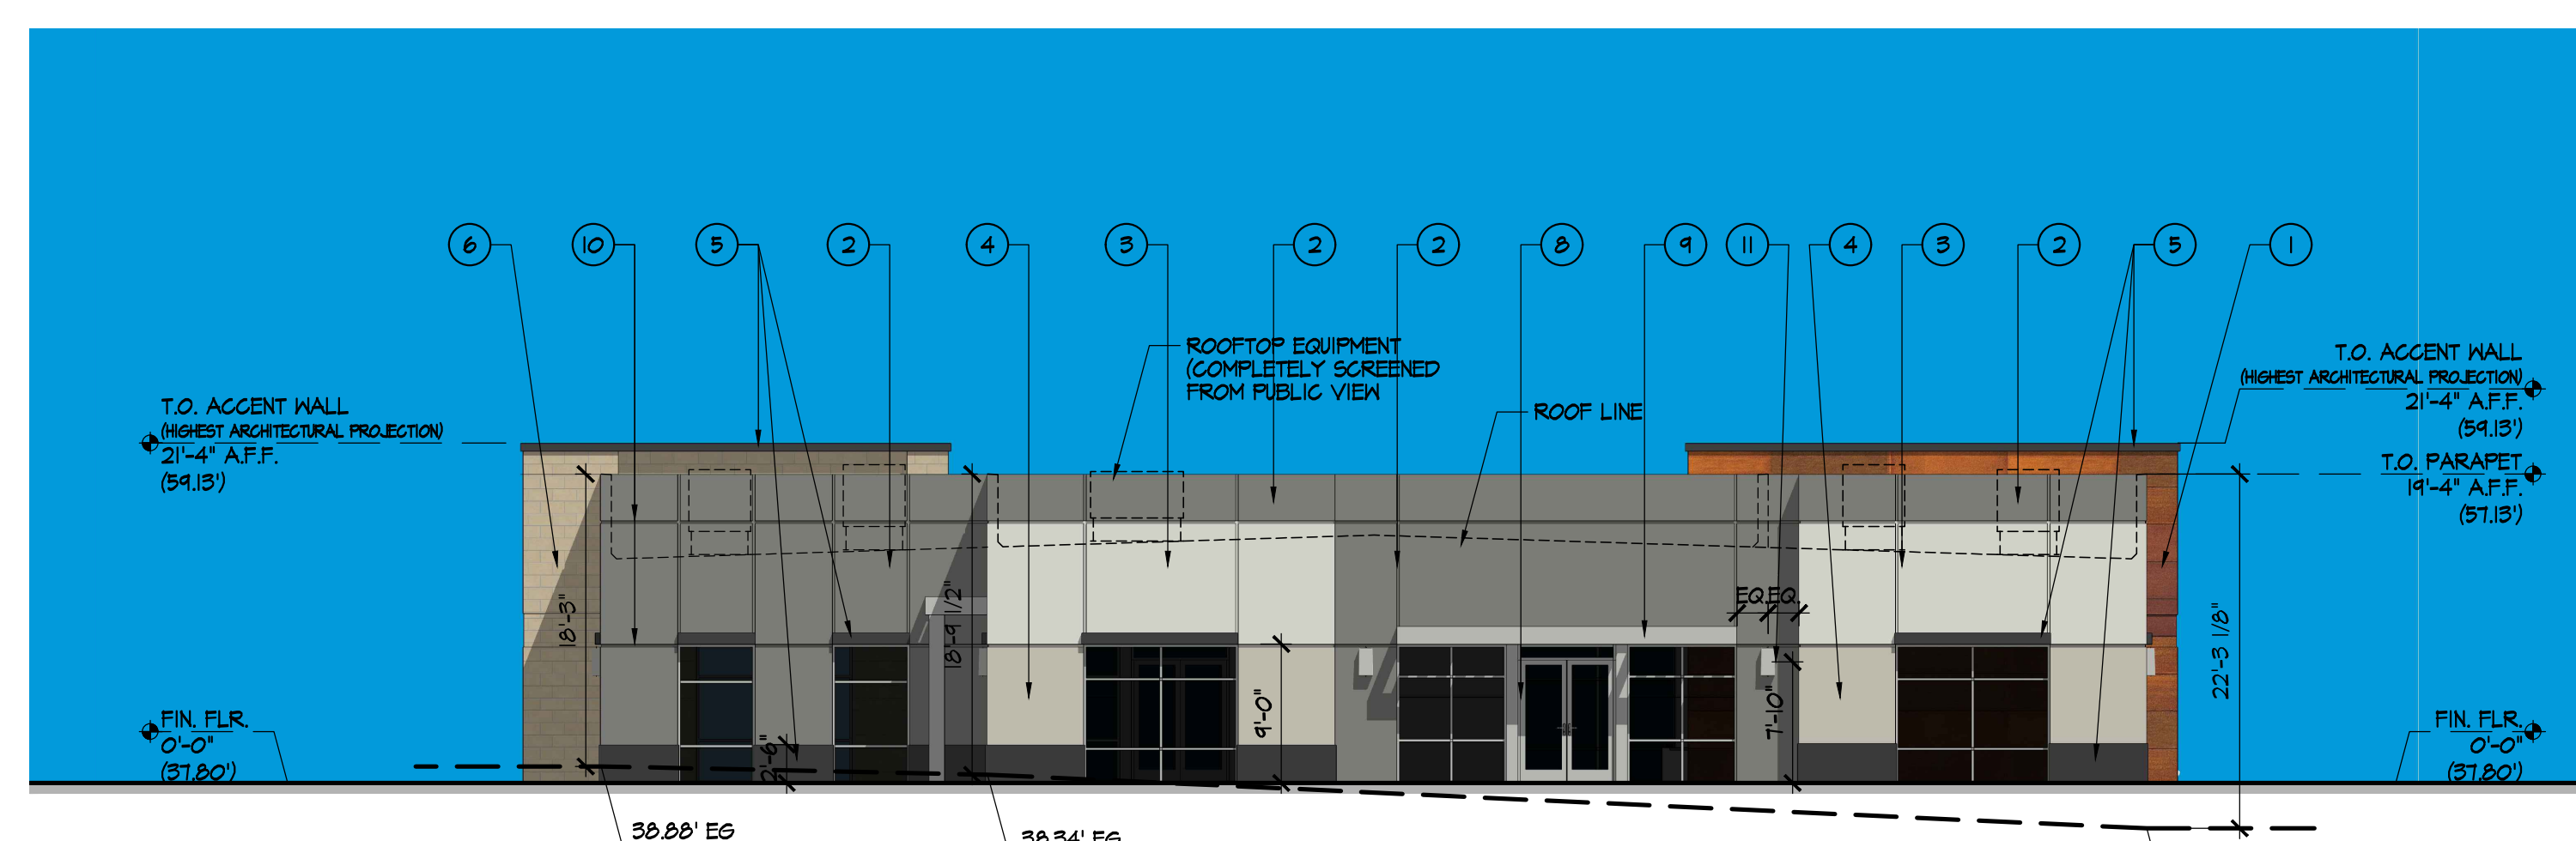 6 10 5 2 4 3 2 2 8 9 11 4 3 2 5 1
ROOFTOP EQUIPMENT
(COMPLETELY SCREENED
FROM PUBLIC VIEW
ROOF LINE
T.O. ACCENT WALL
(HIGHEST ARCHITECTURAL PROJECTION)
21'-4" A.F.F.
(59.13')
T.O. ACCENT WALL
(HIGHEST ARCHITECTURAL PROJECTION)
21'-4" A.F.F.
(59.13')
T.O. PARAPET
19'-4" A.F.F.
(57.13')
18'-3"
18'-9 1/2"
EQ. EQ.
22'-3 1/8"
2'-6"
9'-0"
7'-10"
FIN. FLR.
0'-0"
(37.80')
FIN. FLR.
0'-0"
(37.80')
38.88' EG
38.34' EG